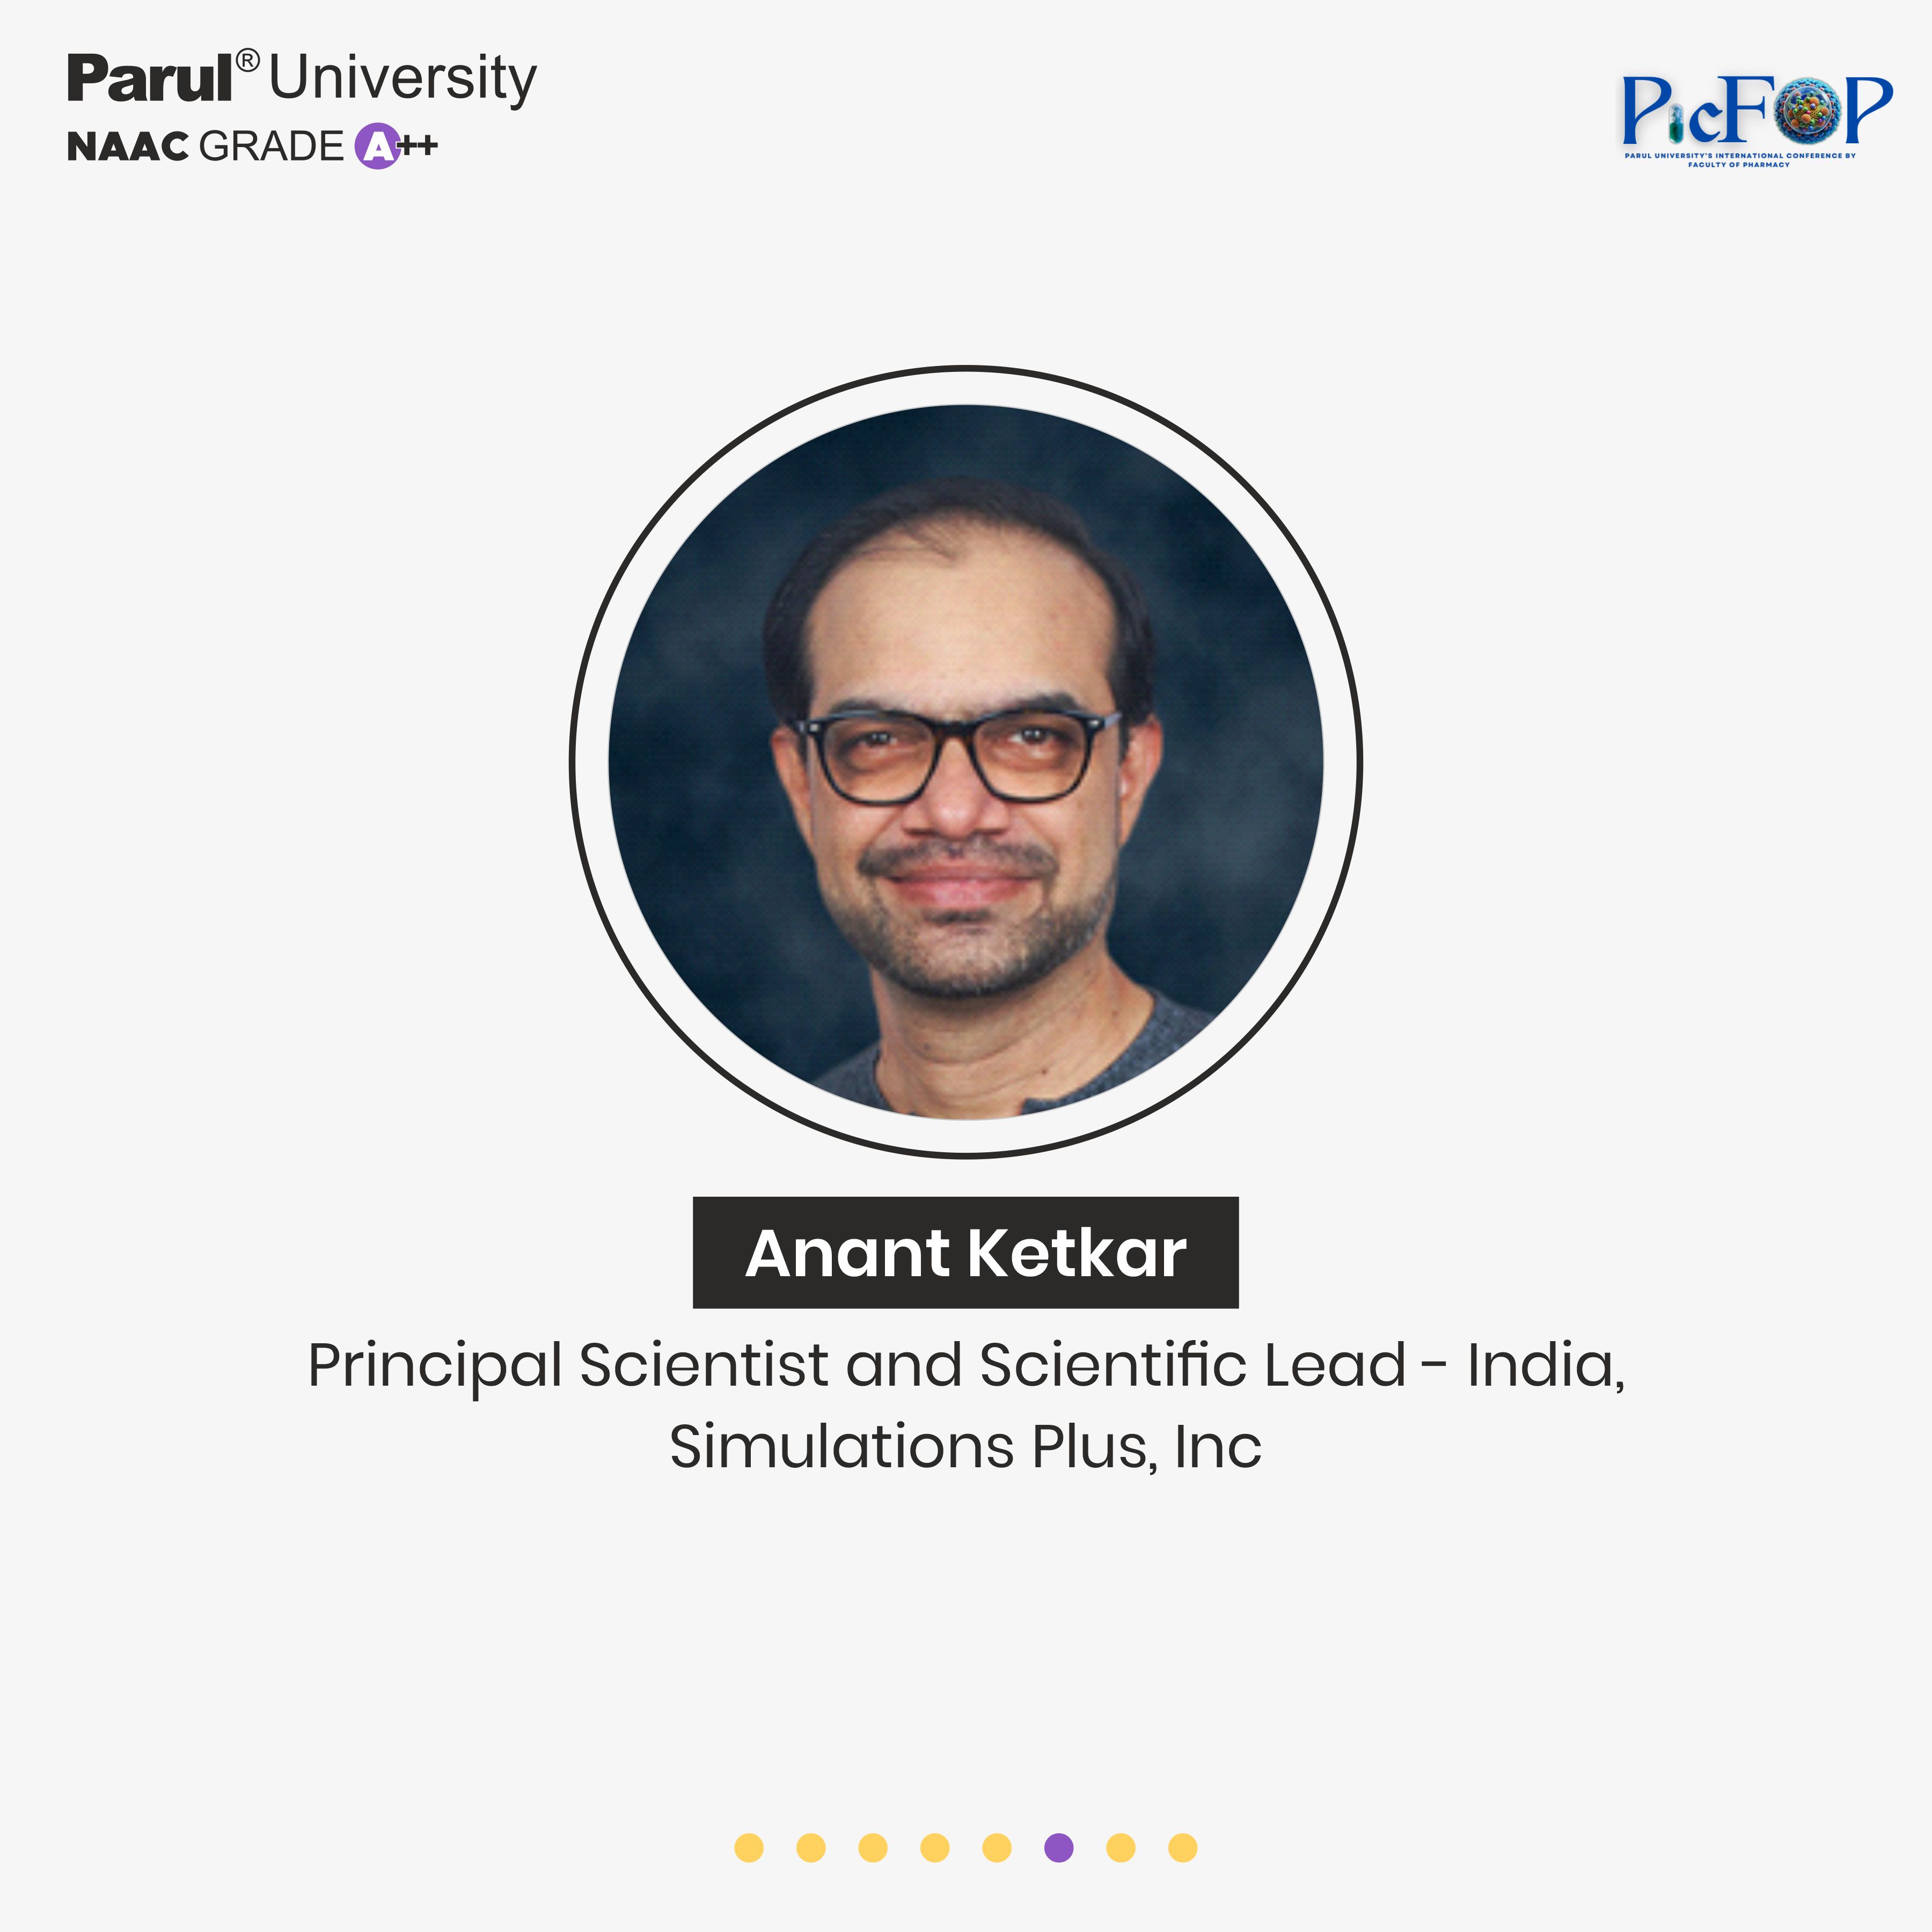 Parul® University
NAAC GRADE A++
PicFOP
PARUL UNIVERSITY'S INTERNATIONAL CONFERENCE BY
FACULTY OF PHARMACY
Anant Ketkar
Principal Scientist and Scientific Lead - India,
Simulations Plus, Inc